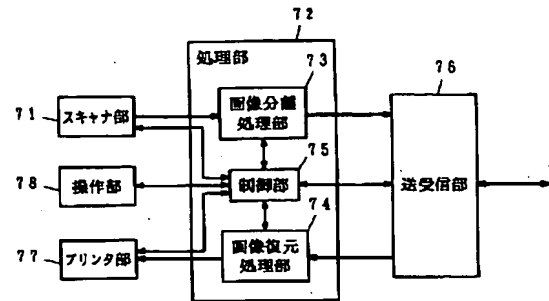 72
処理部
73
76
71
スキャナ部
画像分離
処理部
75
78
操作部
制御部
送受信部
74
77
プリンタ部
画像復元
処理部